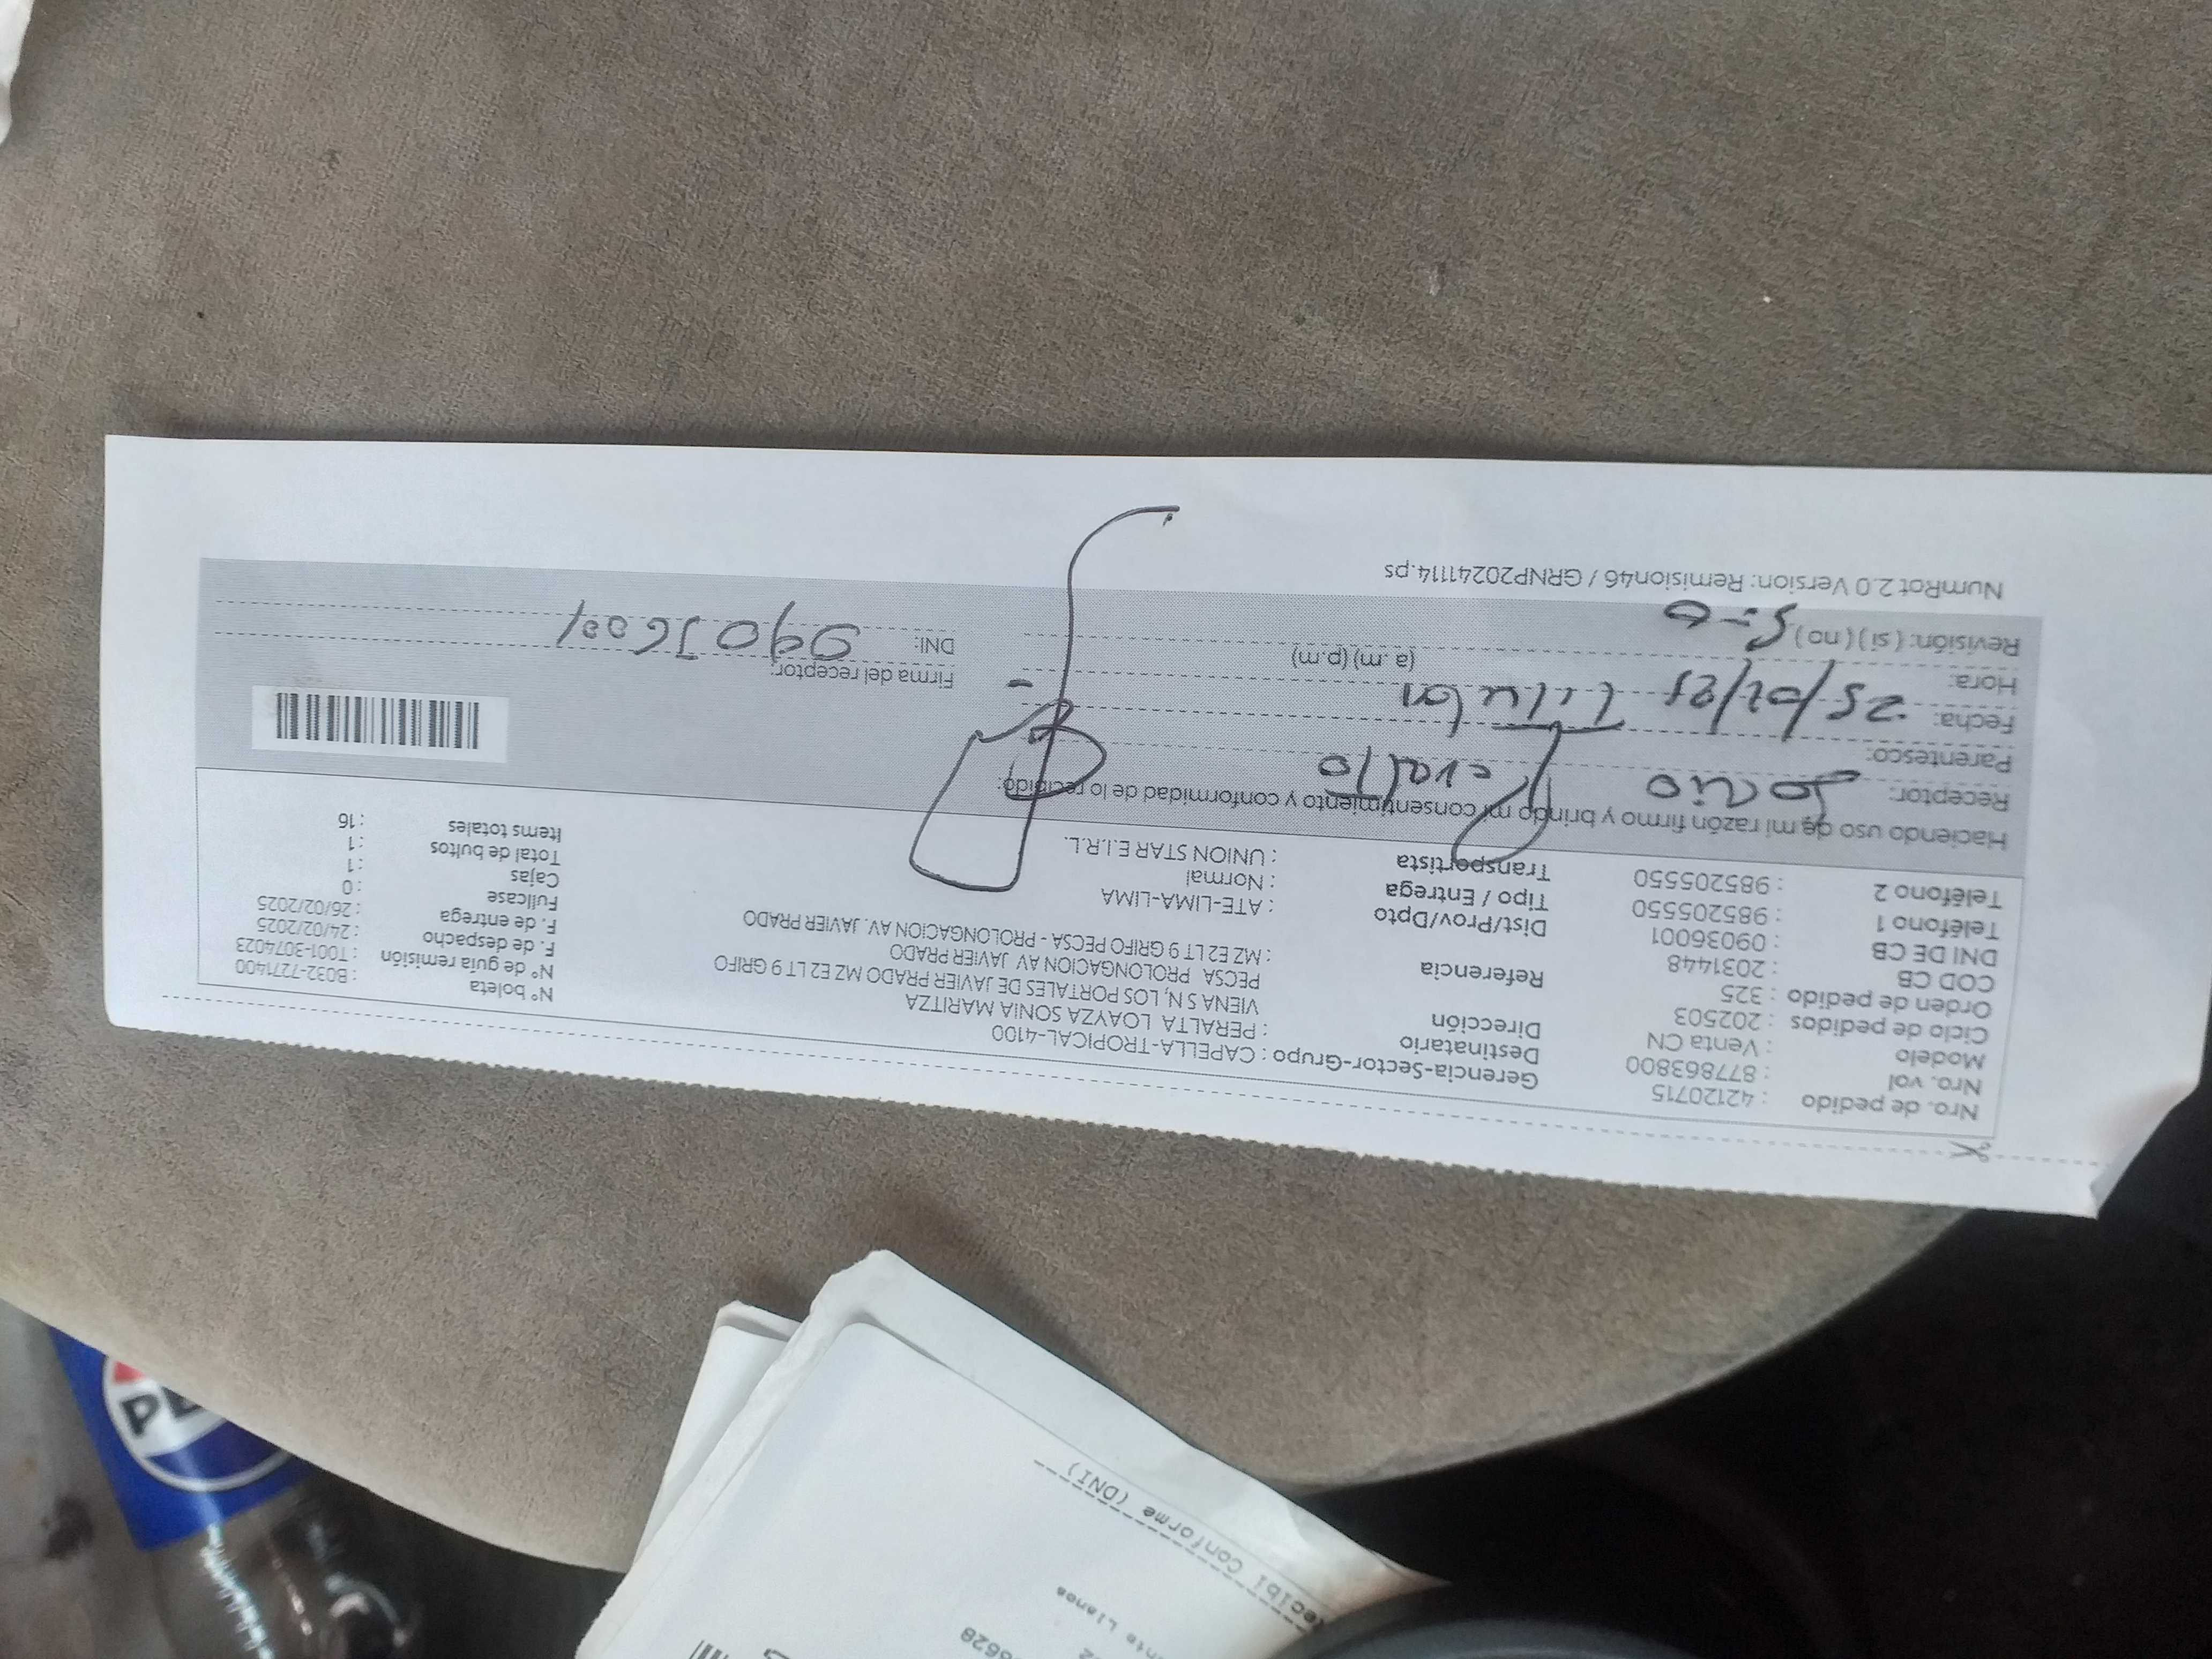 Nro. de pedido : 42120715
Nro. vol : 877863800
Modelo : Venta CN
Ciclo de pedidos : 202503
Orden de pedido : 325
COD CB : 2031448
DNI DE CB : 09036001
Teléfono 1 : 985205550
Teléfono 2 : 985205550
Gerencia-Sector-Grupo : CAPELLA-TROPICAL-4100
Destinatario : PERALTA LOAYZA SONIA MARITZA
Dirección VIENA S N, LOS PORTALES DE JAVIER PRADO MZ E2 LT 9 GRIFO
PECSA PROLONGACION AV JAVIER PRADO
Referencia : MZ E2 LT 9 GRIFO PECSA - PROLONGACION AV. JAVIER PRADO
Dist/Prov/Dpto : ATE-LIMA-LIMA
Tipo / Entrega : Normal
Transportista : UNION STAR E.I.R.L.
N° boleta : B032-7271400
N° de guía remisión : T001-3074023
F. de despacho : 24/02/2025
F. de entrega : 26/02/2025
Fullcase : 0
Cajas : 1
Total de bultos : 1
Items totales : 16
Haciendo uso de mi razón firmo y brindo mi consentimiento y conformidad de lo recibido:
Receptor:
Parentesco: Titular
Fecha: 25/02/25
Hora: (a.m) (p.m)
Revisión: ( si ) ( no )
Firma del receptor:
DNI: 09036001
NumRot 2.0 Version: Remision46 / GRNP20241114.ps
Recibi Conforme (DNI)